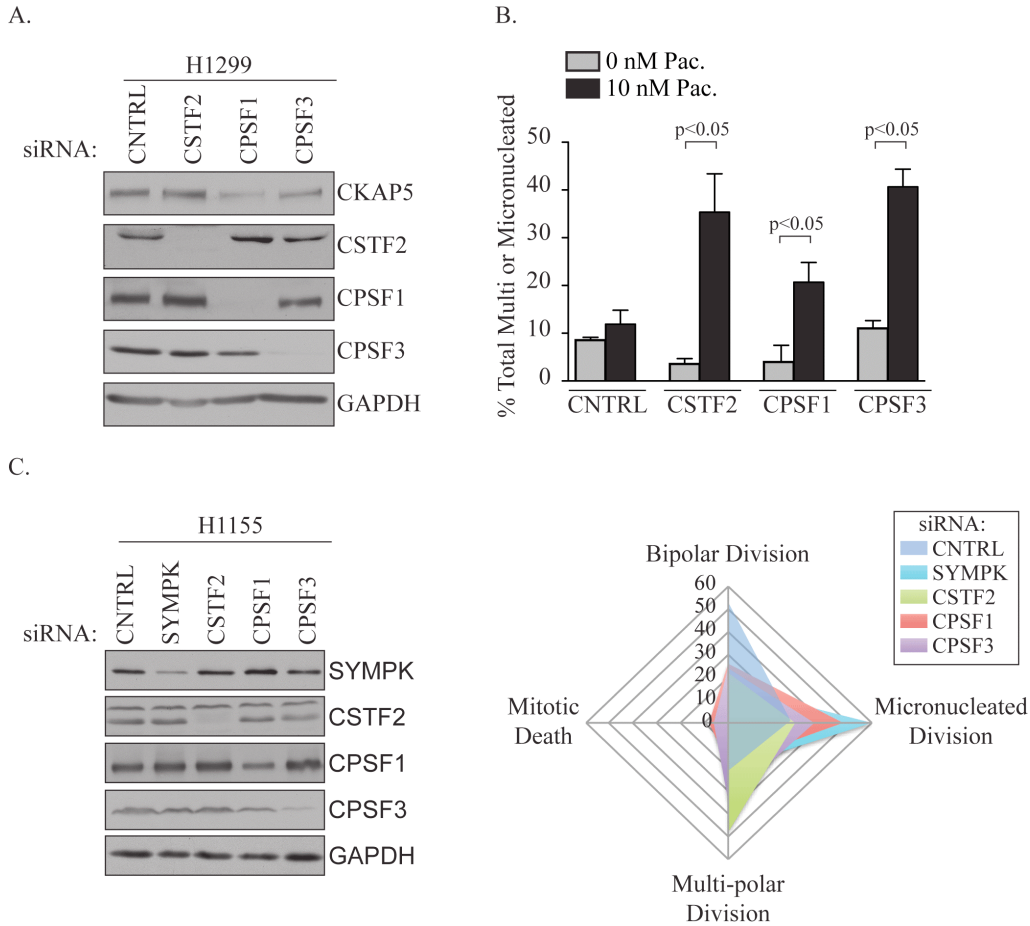 A.
H1299
siRNA:
CNTRL
CSTF2
CPSF1
CPSF3
CKAP5
CSTF2
CPSF1
CPSF3
GAPDH
B.
0 nM Pac.
10 nM Pac.
% Total Multi or Micronucleated
50
40
30
20
10
0
p<0.05
p<0.05
p<0.05
CNTRL
CSTF2
CPSF1
CPSF3
C.
H1155
siRNA:
CNTRL
SYMPK
CSTF2
CPSF1
CPSF3
SYMPK
CSTF2
CPSF1
CPSF3
GAPDH
siRNA:
CNTRL
SYMPK
CSTF2
CPSF1
CPSF3
Bipolar Division
60
50
40
30
20
10
0
Mitotic
Death
Micronucleated
Division
Multi-polar
Division